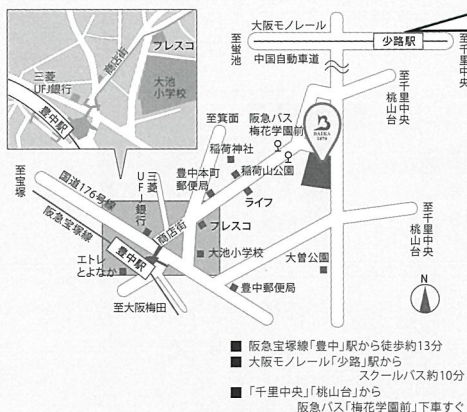 プレスコ
商店街
三菱
UFJ銀行
大池
小学校
豊中駅
大阪モノレール
至蛍池
少路駅
至千里中央
中国自動車道
至千里中央
桃山台
至箕面
阪急バス
梅花学園前
BAIKA
1878
稲荷神社
豊中本町
郵便局
稲荷山公園
ライフ
至宝塚
国道176号線
阪急宝塚線
三菱
UFJ銀行
商店街
プレスコ
大池小学校
大曽公園
至千里中央
桃山台
豊中駅
エトレ
とよなか
豊中郵便局
至大阪梅田
N
■ 阪急宝塚線「豊中」駅から徒歩約13分
■ 大阪モノレール「少路」駅から
スクールバス約10分
■ 「千里中央」「桃山台」から
阪急バス「梅花学園前」下車すぐ